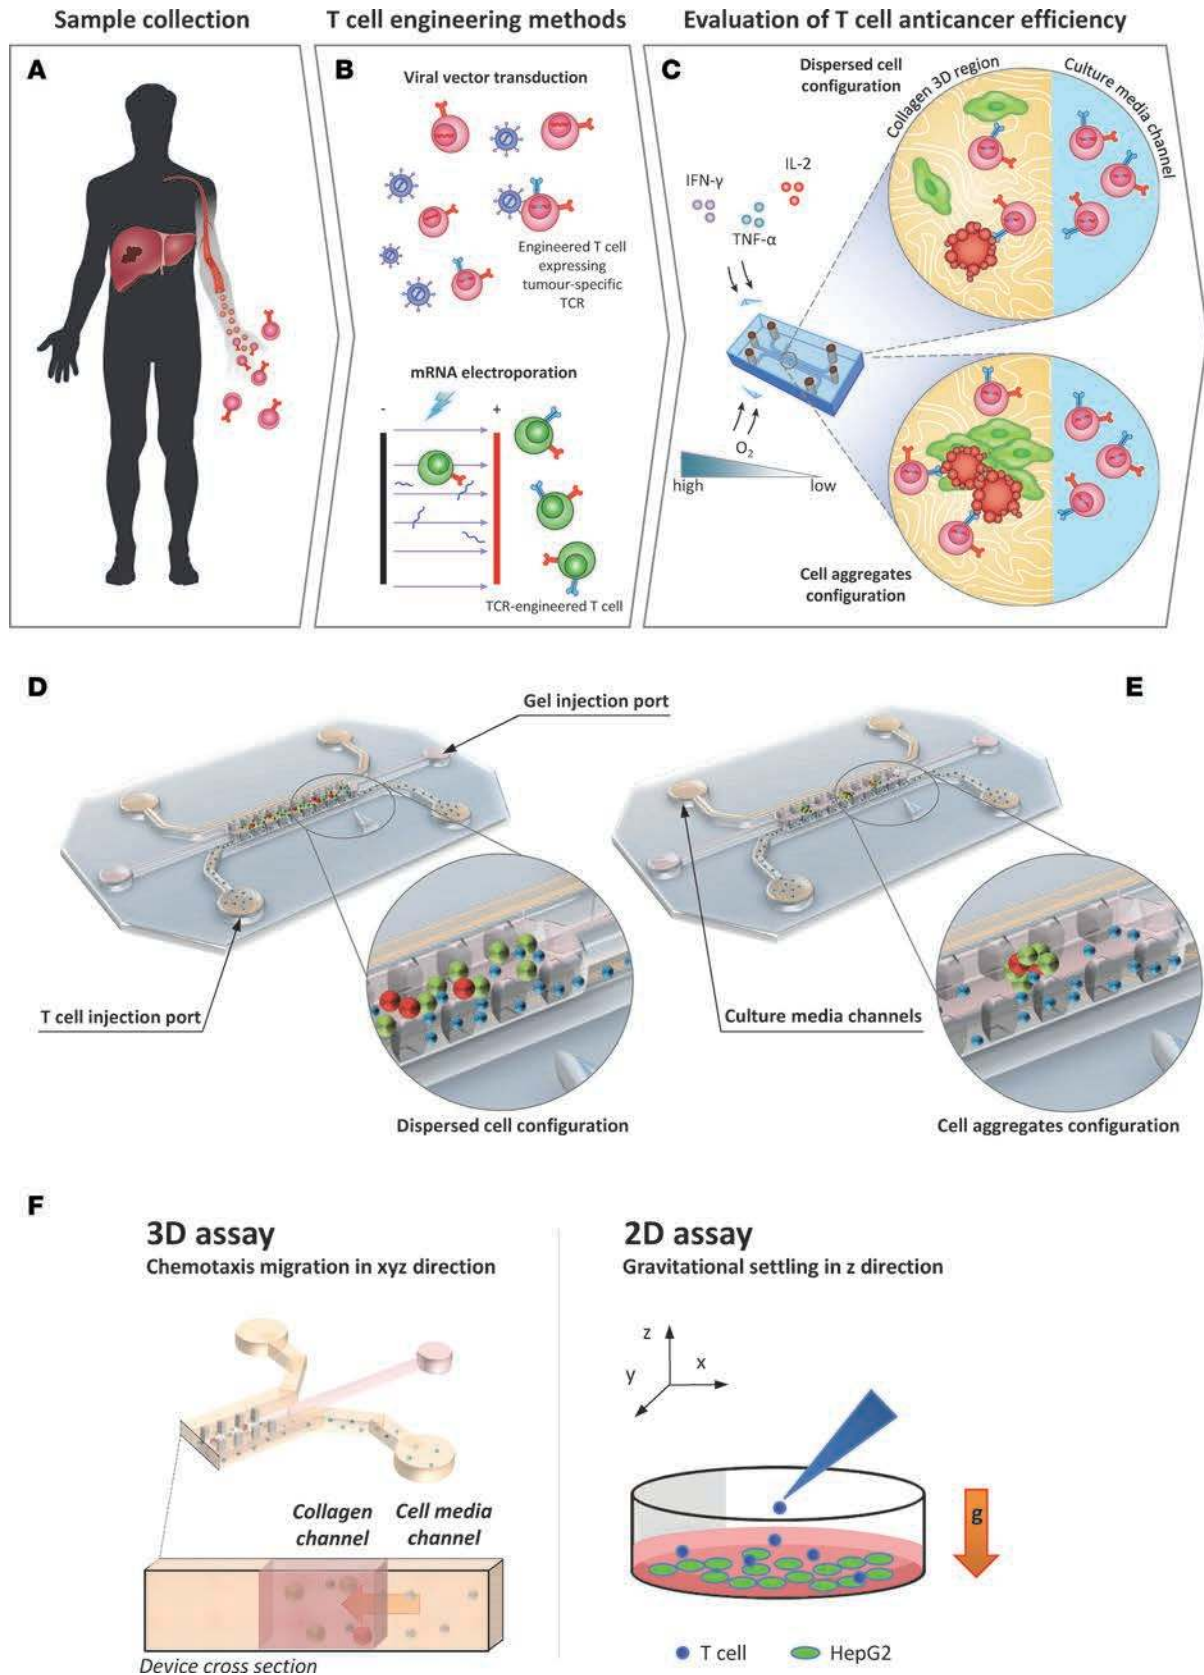 Sample collection
T cell engineering methods
Evaluation of T cell anticancer efficiency
A
B
Viral vector transduction
Engineered T cell
expressing
tumour-specific
TCR
mRNA electroporation
-
+
TCR-engineered T cell
C
Dispersed cell
configuration
Collagen 3D region
Culture media channel
IL-2
IFN-γ
TNF-α
O2
high
low
Cell aggregates
configuration
D
Gel injection port
E
T cell injection port
Culture media channels
Dispersed cell configuration
Cell aggregates configuration
F
3D assay
Chemotaxis migration in xyz direction
Collagen
channel
Cell media
channel
Device cross section
2D assay
Gravitational settling in z direction
z
x
y
g
T cell
HepG2